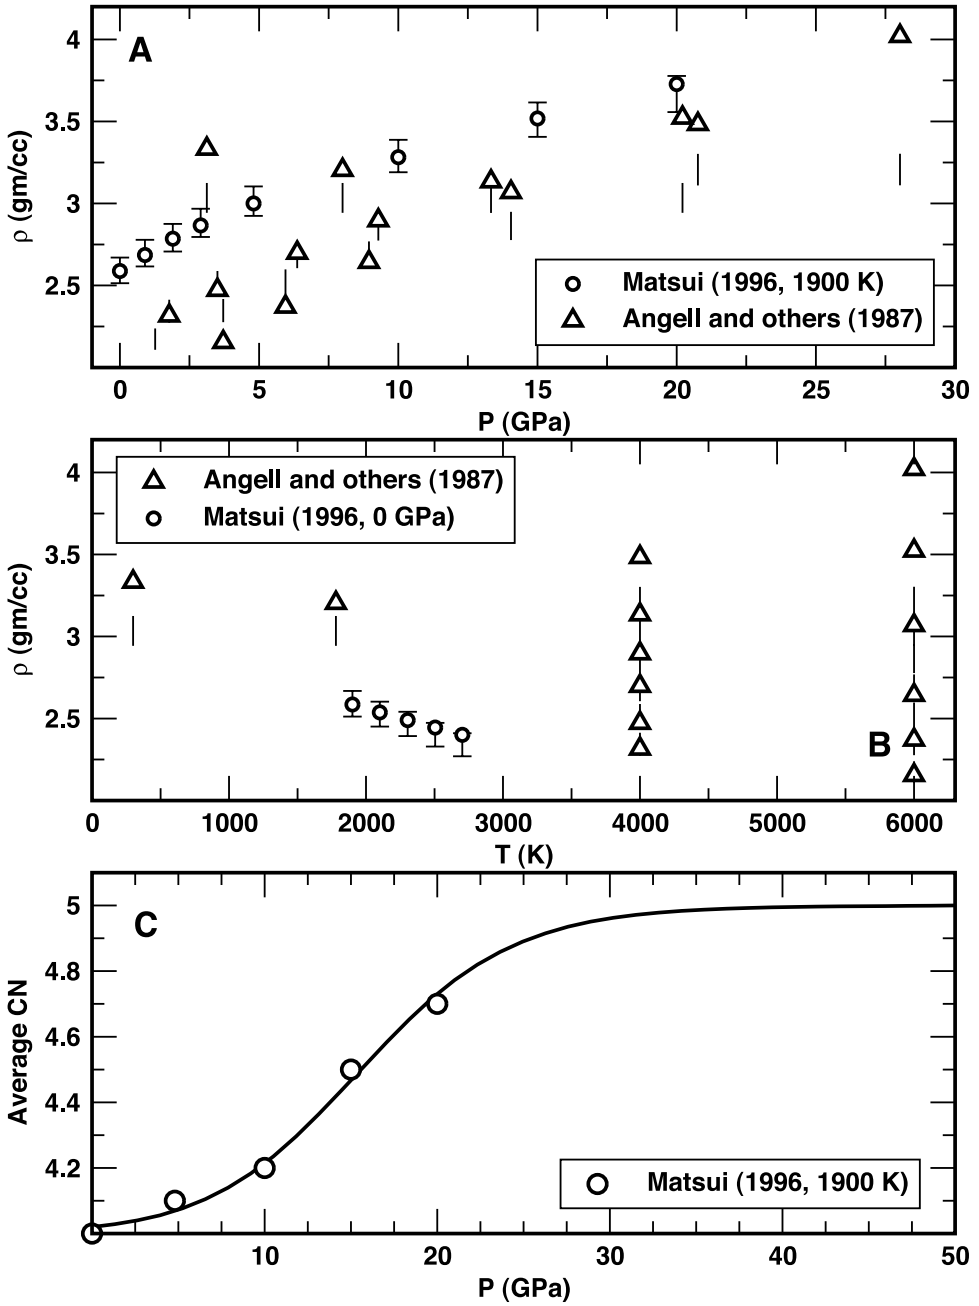 A
4
3.5
3
2.5
ρ (gm/cc)
Matsui (1996, 1900 K)
Angell and others (1987)
0 5 10 15 20 25 30
P (GPa)
4
3.5
3
2.5
ρ (gm/cc)
Angell and others (1987)
Matsui (1996, 0 GPa)
B
0 1000 2000 3000 4000 5000 6000
T (K)
C
5
4.8
4.6
4.4
4.2
Average CN
Matsui (1996, 1900 K)
10 20 30 40 50
P (GPa)